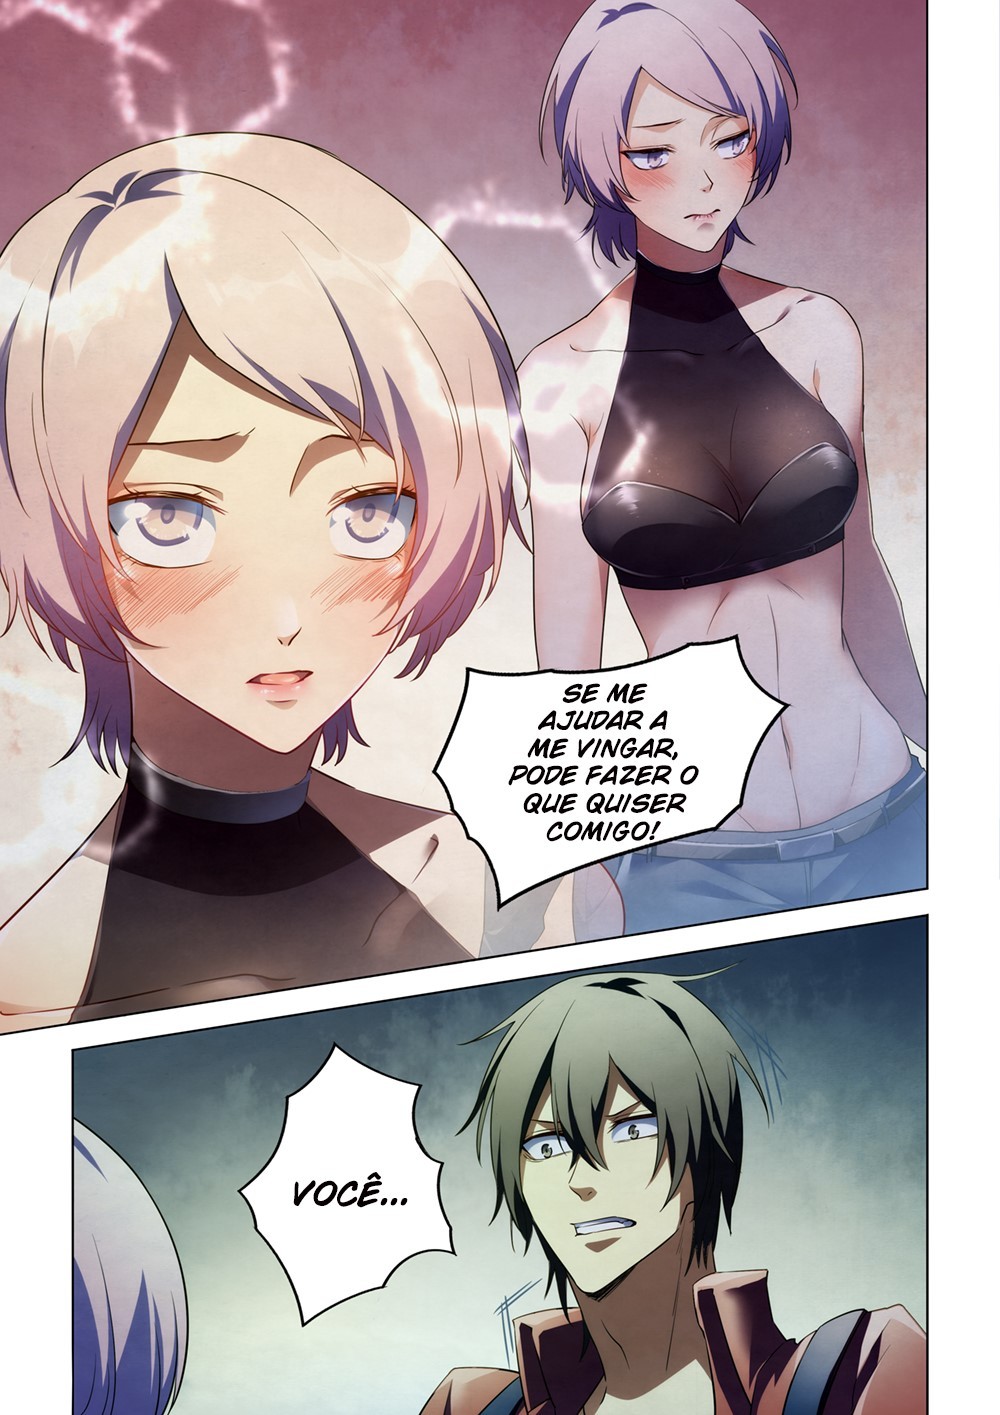 SE ME
AJUDAR A
ME VINGAR,
PODE FAZER O
QUE QUISER
COMIGO!
VOCÊ...